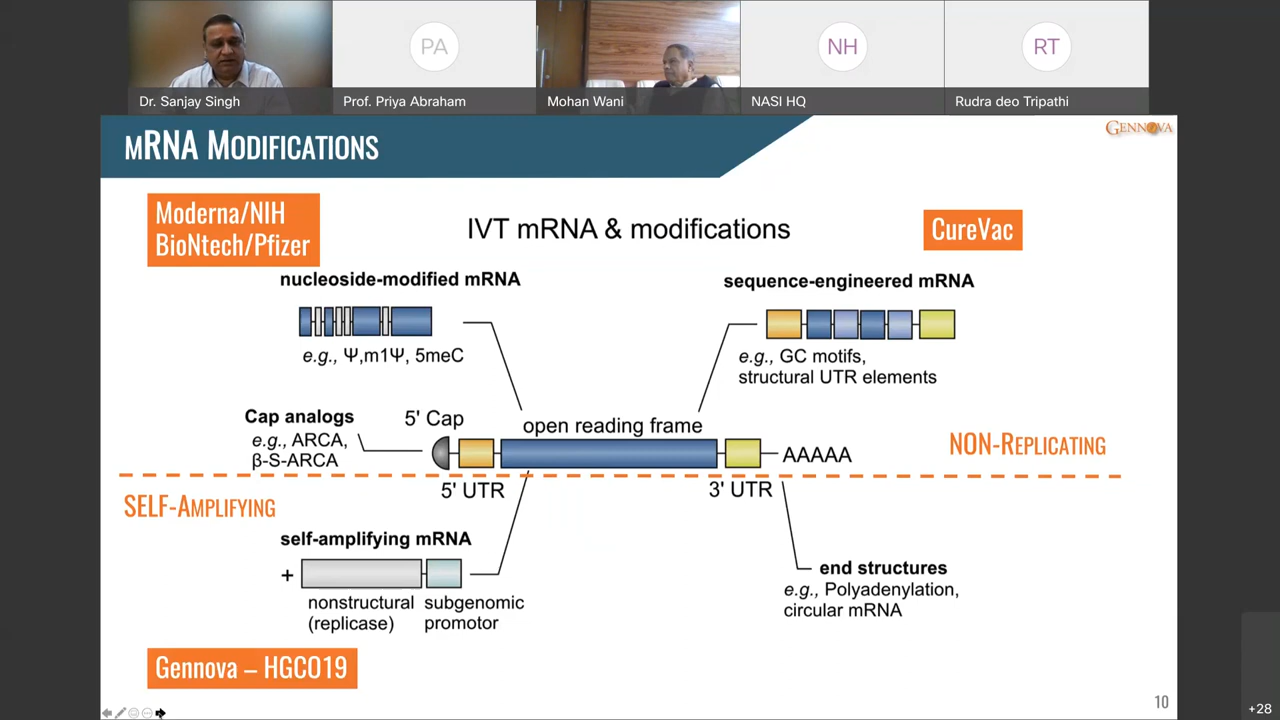 PA
NH
RT
Dr. Sanjay Singh
Prof. Priya Abraham
Mohan Wani
NASI HQ
Rudra deo Tripathi
MRNA MODIFICATIONS
GENNOVA
Moderna/NIH
BioNtech/Pfizer
IVT mRNA & modifications
CureVac
nucleoside-modified mRNA
e.g., Ψ,m1Ψ, 5meC
sequence-engineered mRNA
e.g., GC motifs,
structural UTR elements
Cap analogs
e.g., ARCA,
β-S-ARCA
5' Cap
open reading frame
AAAAA
NON-REPLICATING
5' UTR
3' UTR
SELF-AMPLIFYING
self-amplifying mRNA
+
nonstructural
(replicase)
subgenomic
promotor
end structures
e.g., Polyadenylation,
circular mRNA
Gennova – HGCO19
10
+28